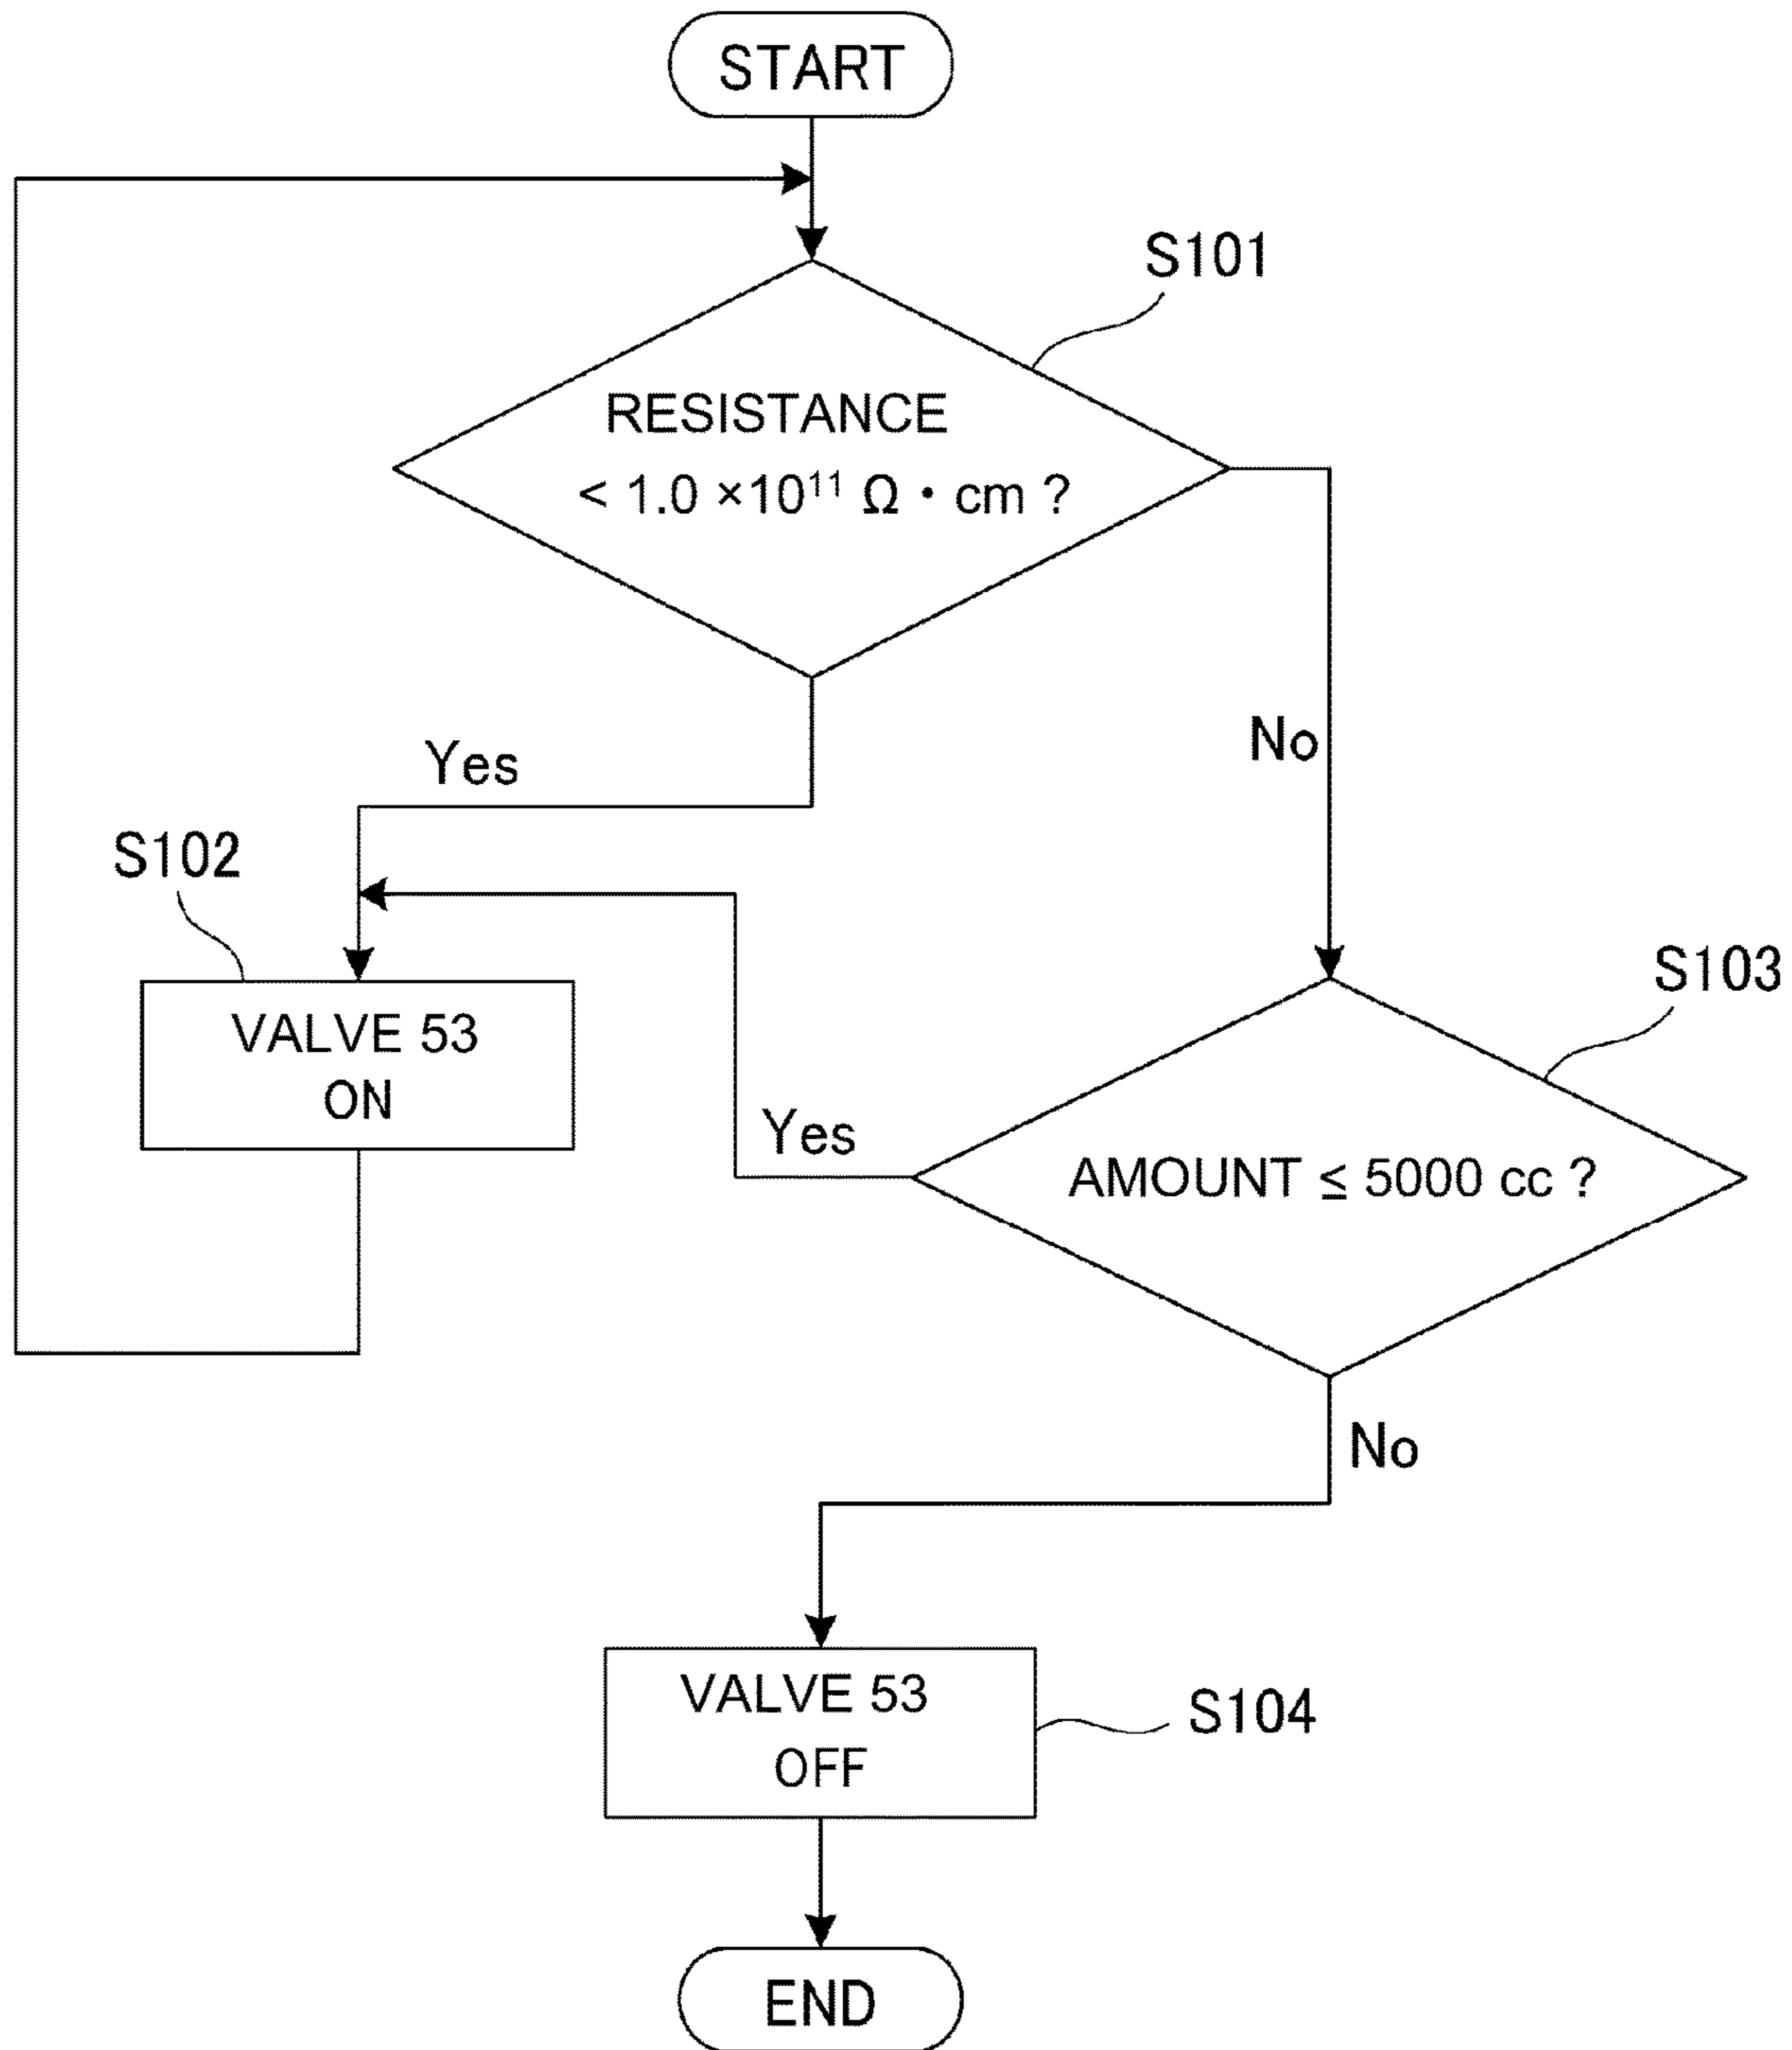 START
S101
RESISTANCE
< 1.0 ×10¹¹ Ω・cm ?
Yes
No
S102
VALVE 53
ON
S103
Yes
AMOUNT ≤ 5000 cc ?
No
VALVE 53
OFF
S104
END